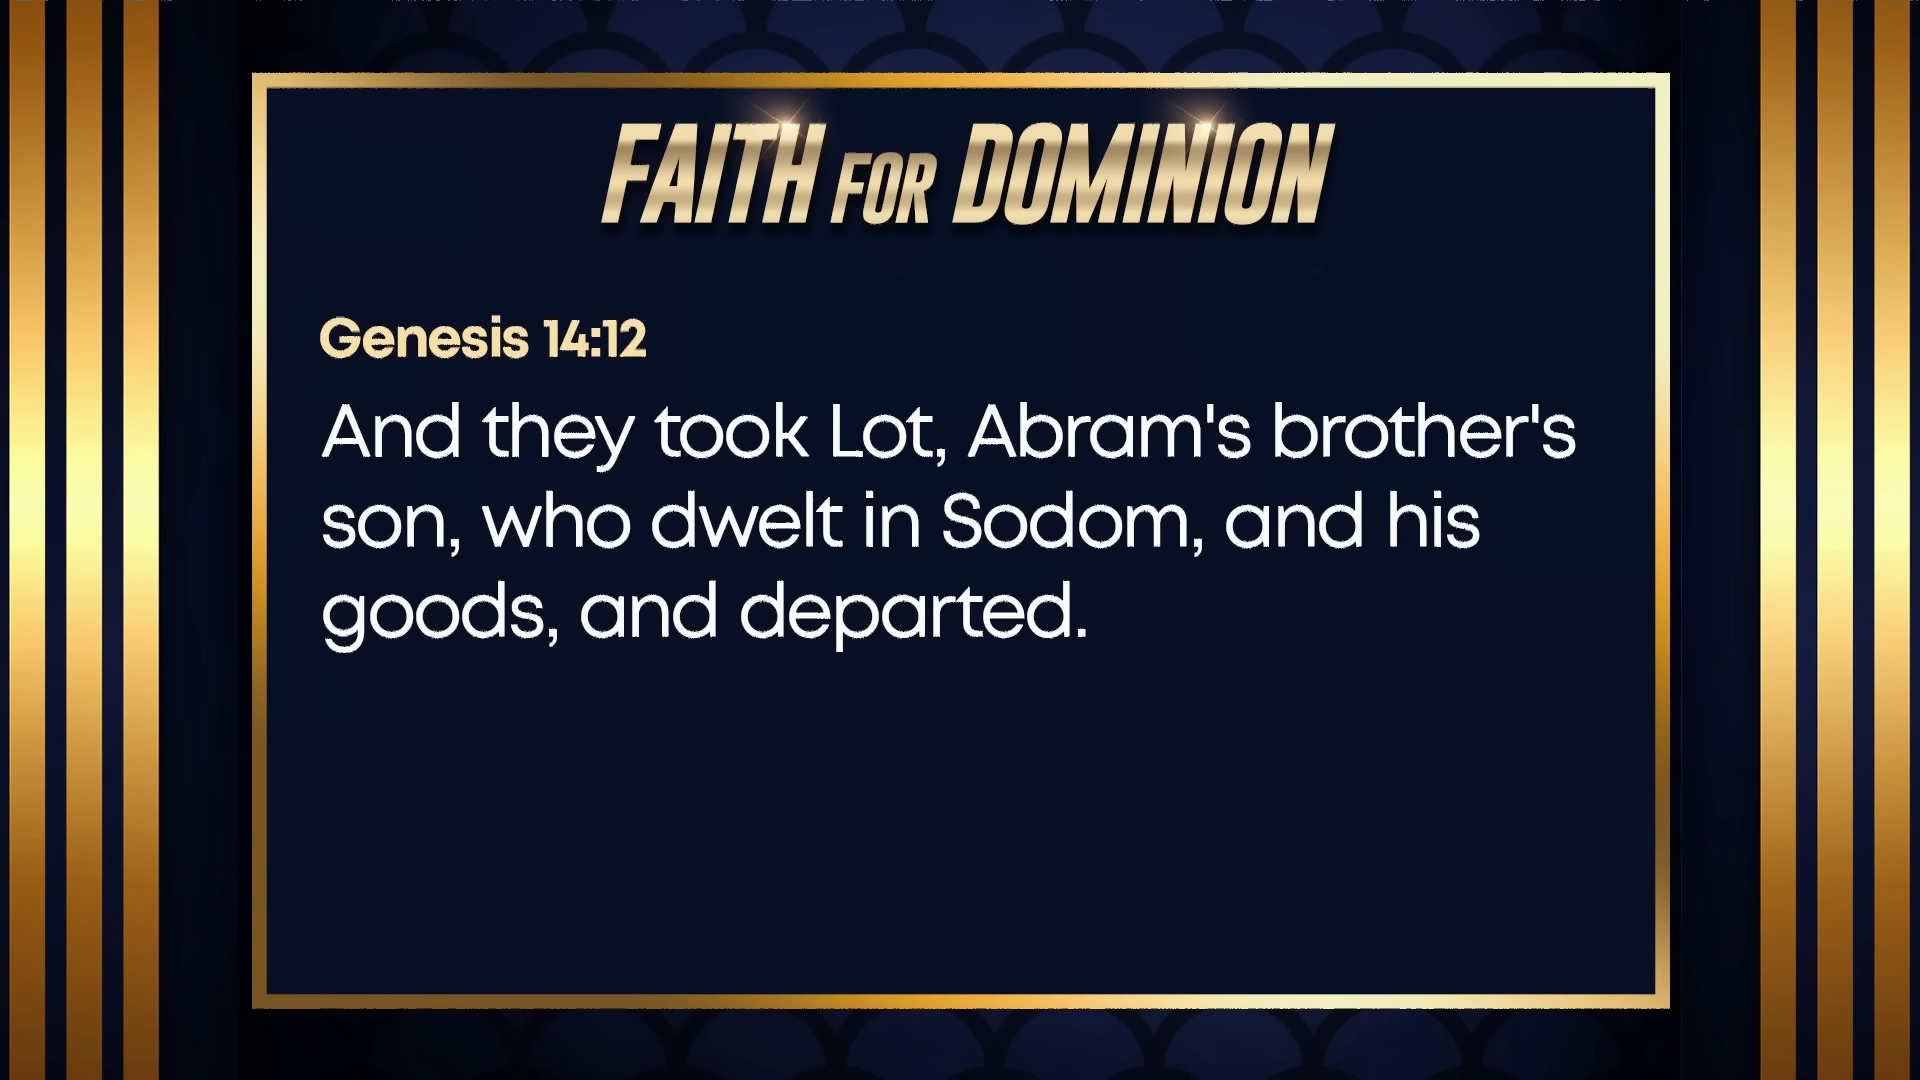 FAITH FOR DOMINION
Genesis 14:12
And they took Lot, Abram's brother's
son, who dwelt in Sodom, and his
goods, and departed.